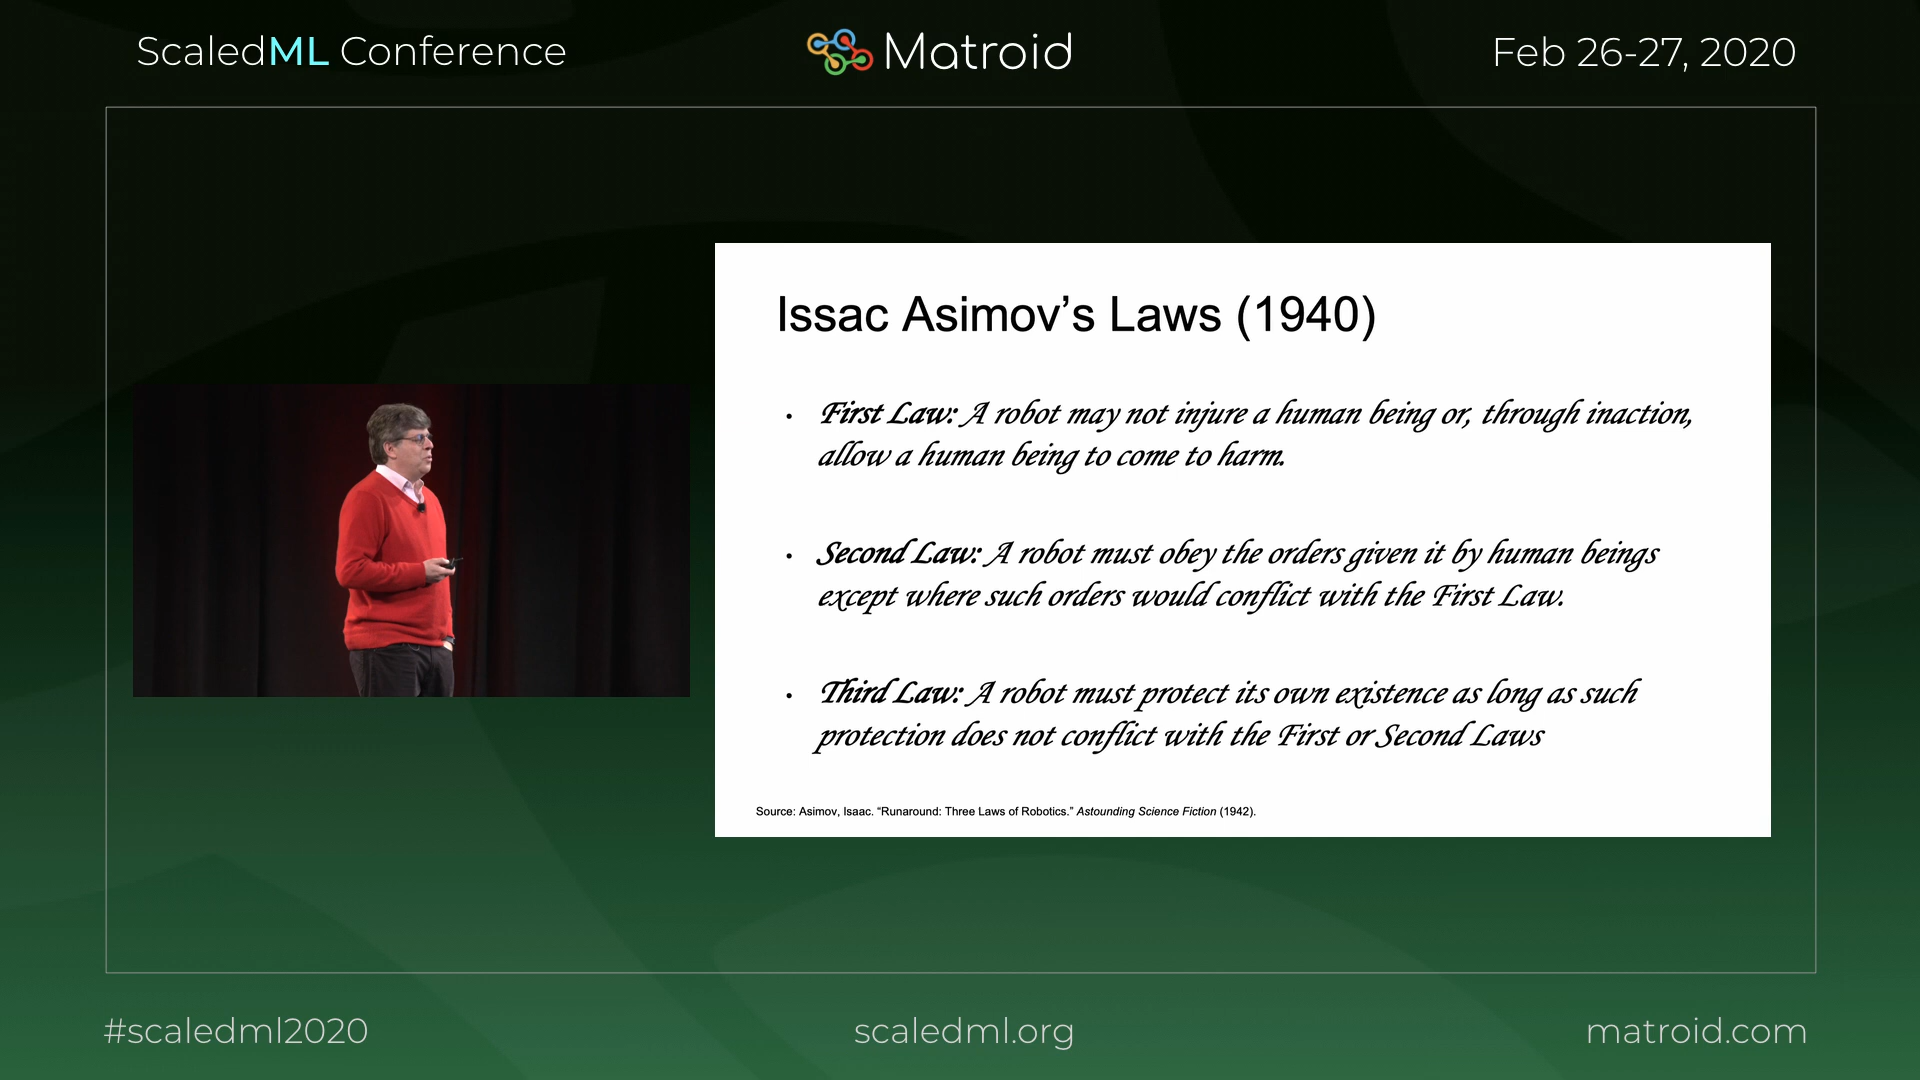 ScaledML Conference
Matroid
Feb 26-27, 2020
Issac Asimov’s Laws (1940)
• First Law: A robot may not injure a human being or, through inaction,
allow a human being to come to harm.
• Second Law: A robot must obey the orders given it by human beings
except where such orders would conflict with the First Law.
• Third Law: A robot must protect its own existence as long as such
protection does not conflict with the First or Second Laws
Source: Asimov, Isaac. “Runaround: Three Laws of Robotics.” Astounding Science Fiction (1942).
#scaledml2020
scaledml.org
matroid.com